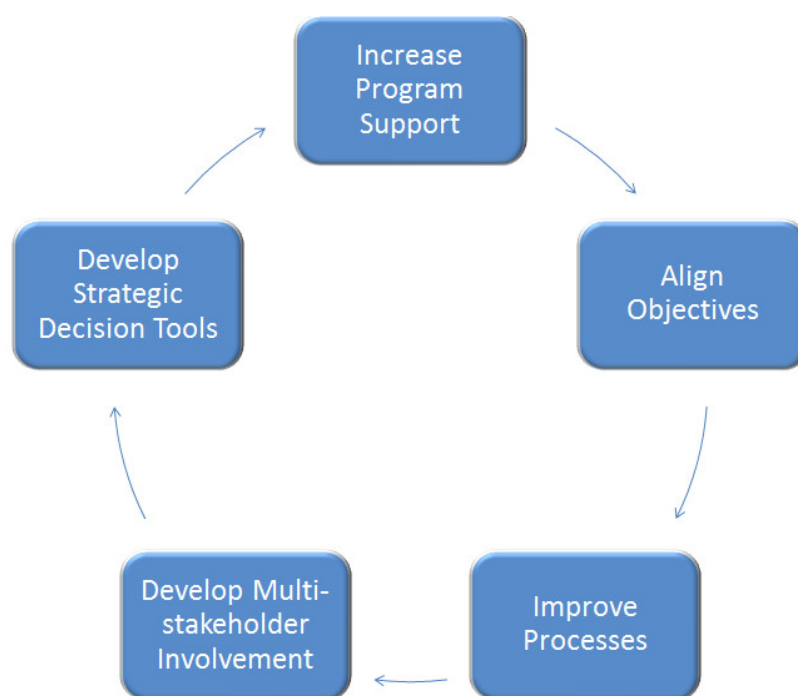 Increase
Program
Support
Align
Objectives
Improve
Processes
Develop Multi-
stakeholder
Involvement
Develop
Strategic
Decision Tools